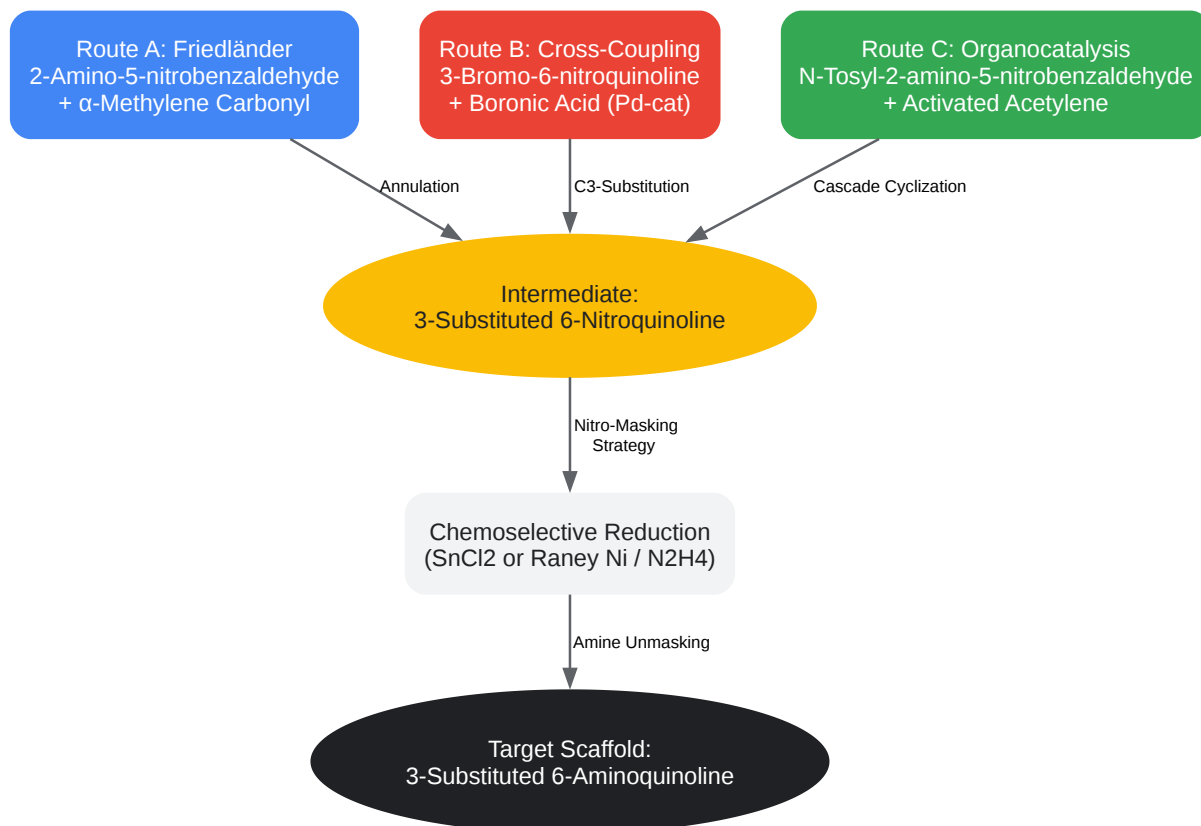 Route A: Friedländer
2-Amino-5-nitrobenzaldehyde
+ α-Methylene Carbonyl
Route B: Cross-Coupling
3-Bromo-6-nitroquinoline
+ Boronic Acid (Pd-cat)
Route C: Organocatalysis
N-Tosyl-2-amino-5-nitrobenzaldehyde
+ Activated Acetylene
Annulation
C3-Substitution
Cascade Cyclization
Intermediate:
3-Substituted 6-Nitroquinoline
Nitro-Masking
Strategy
Chemoselective Reduction
(SnCl2 or Raney Ni / N2H4)
Amine Unmasking
Target Scaffold:
3-Substituted 6-Aminoquinoline